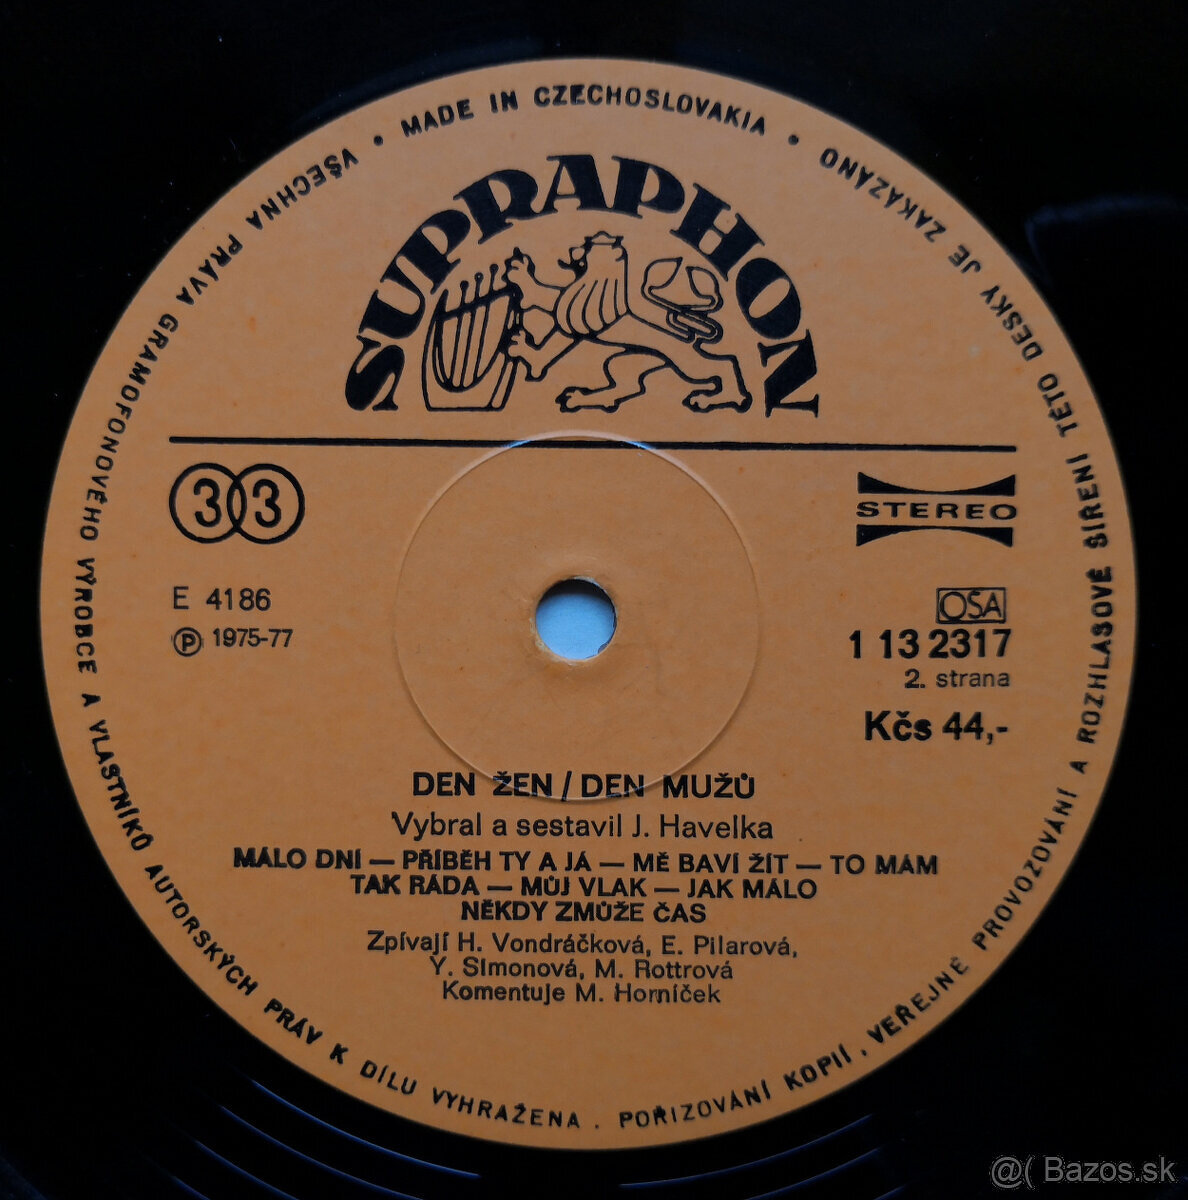 VŠECHNA PRÁVA GRAMOFONOVÉHO VÝROBCE A VLASTNÍKŮ AUTORSKÝCH PRÁV K DÍLU VYHRAŽENA . POŘIZOVÁNÍ KOPIÍ , VEŘEJNÉ PROVOZOVÁNÍ A ROZHLASOVÉ ŠÍŘENÍ TÉTO DESKY JE ZAKÁZÁNO • MADE IN CZECHOSLOVAKIA •
SUPRAPHON
33
STEREO
E 4186
Ⓟ 1975-77
OSA
1 13 2317
2. strana
Kčs 44,-
DEN ŽEN / DEN MUŽŮ
Vybral a sestavil J. Havelka
MÁLO DNÍ — PŘÍBĚH TY A JÁ — MĚ BAVÍ ŽÍT — TO MÁM
TAK RÁDA — MŮJ VLAK — JAK MÁLO
NĚKDY ZMŮŽE ČAS
Zpívají H. Vondráčková, E. Pilarová,
Y. Simonová, M. Rottrová
Komentuje M. Horníček
@( Bazos.sk